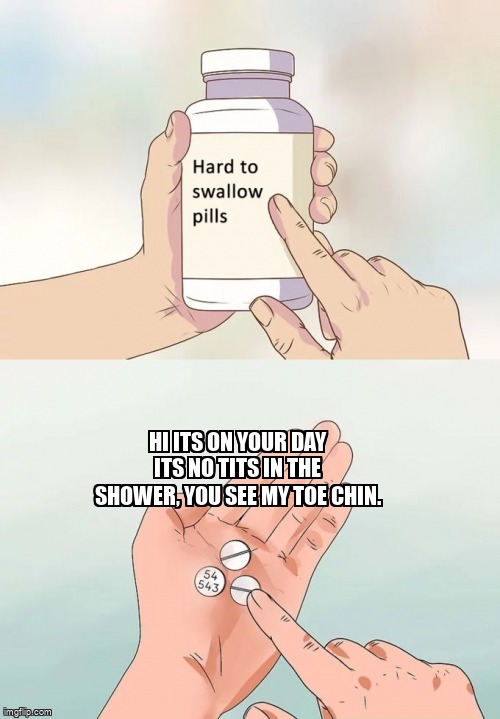 Hard to
swallow
pills
HI ITS ON YOUR DAY
ITS NO TITS IN THE
SHOWER, YOU SEE MY TOE CHIN.
54
543
imgflip.com